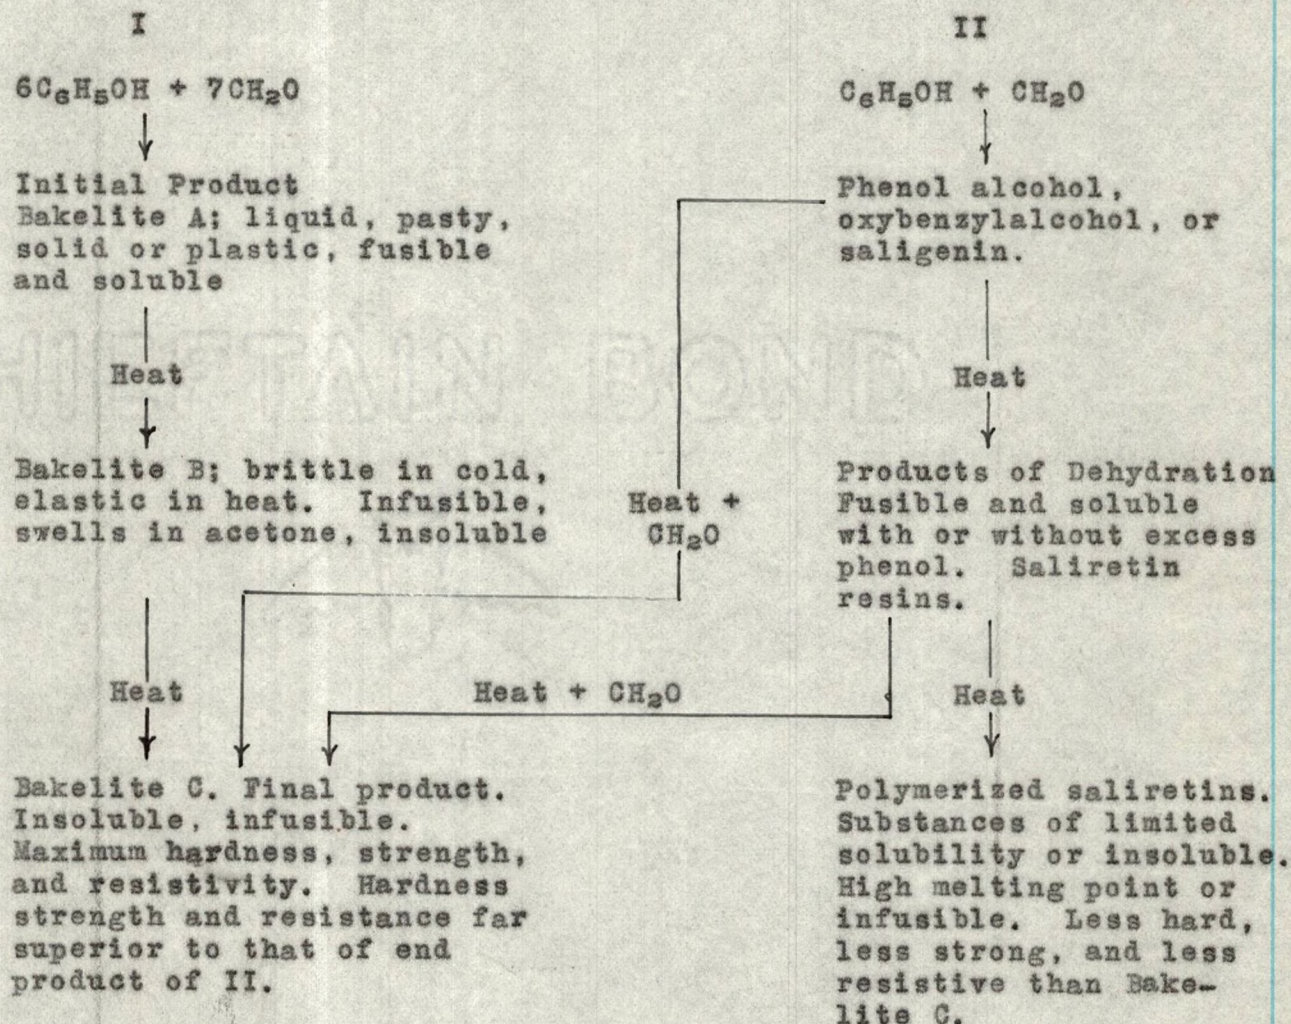 I
6C₆H₅OH + 7CH₂O
Initial Product
Bakelite A; liquid, pasty,
solid or plastic, fusible
and soluble
Heat
Bakelite B; brittle in cold,
elastic in heat. Infusible,
swells in acetone, insoluble
Heat
Heat +
CH₂O
Heat + CH₂O
Bakelite C. Final product.
Insoluble, infusible.
Maximum hardness, strength,
and resistivity. Hardness
strength and resistance far
superior to that of end
product of II.
II
C₆H₅OH + CH₂O
Phenol alcohol,
oxybenzylalcohol, or
saligenin.
Heat
Products of Dehydration
Fusible and soluble
with or without excess
phenol. Saliretin
resins.
Heat
Polymerized saliretins.
Substances of limited
solubility or insoluble.
High melting point or
infusible. Less hard,
less strong, and less
resistive than Bake-
lite C.